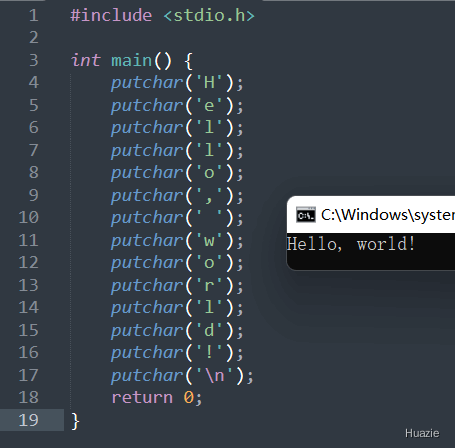 1 #include <stdio.h>
2
3 int main() {
4     putchar('H');
5     putchar('e');
6     putchar('l');
7     putchar('l');
8     putchar('o');
9     putchar(',');
10     putchar(' ');
11     putchar('w');
12     putchar('o');
13     putchar('r');
14     putchar('l');
15     putchar('d');
16     putchar('!');
17     putchar('\n');
18     return 0;
19 }
C:\Windows\syster
Hello, world!
Huazie